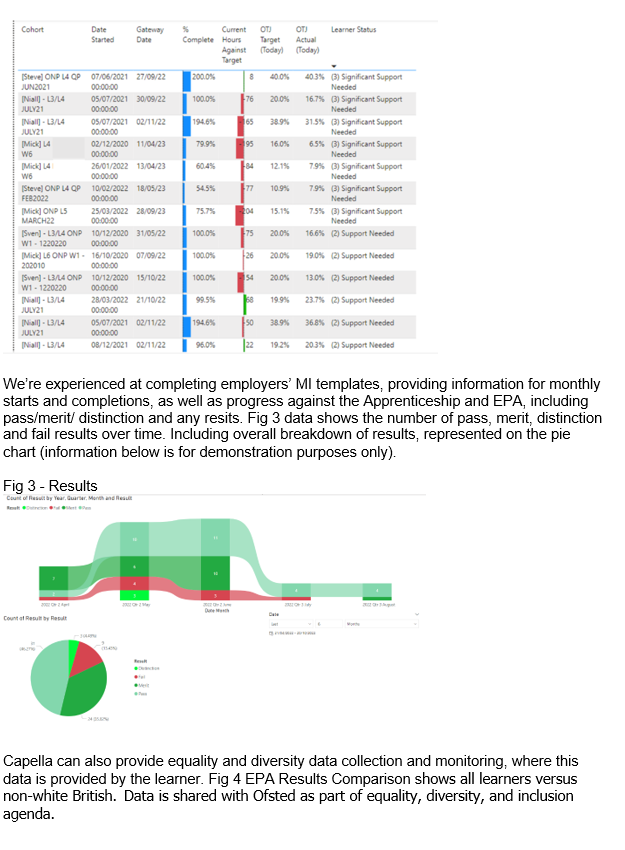 Cohort Date Gateway % Current OTJ OTJ Learner Status
Started Date Complete Hours Target Actual
Against (Today) (Today)
Target
[Steve] ONP L4 QP 07/06/2021 27/09/22 200.0% 8 40.0% 40.3% (3) Significant Support
JUN2021 00:00:00 Needed
[Niall] - L3/L4 05/07/2021 30/09/22 100.0% -76 20.0% 16.7% (3) Significant Support
JULY21 00:00:00 Needed
[Niall] - L3/L4 05/07/2021 02/11/22 194.6% 65 38.9% 31.5% (3) Significant Support
JULY21 00:00:00 Needed
[Mick] L4 02/12/2020 11/04/23 79.9% 95 16.0% 6.5% (3) Significant Support
W6 00:00:00 Needed
[Mick] L4 26/01/2022 13/04/23 60.4% -84 12.1% 7.9% (3) Significant Support
W6 00:00:00 Needed
[Steve] ONP L4 QP 10/02/2022 18/05/23 54.5% -77 10.9% 7.9% (3) Significant Support
FEB2022 00:00:00 Needed
[Mick] ONP L5 25/03/2022 28/09/23 75.7% 204 15.1% 7.5% (3) Significant Support
MARCH22 00:00:00 Needed
[Sven] - L3/L4 ONP 10/12/2020 31/05/22 100.0% -75 20.0% 16.6% (2) Support Needed
W1 - 1220220 00:00:00
[Mick] L6 ONP W1 - 16/10/2020 07/09/22 100.0% -26 20.0% 19.0% (2) Support Needed
202010 00:00:00
[Sven] - L3/L4 ONP 10/12/2020 15/10/22 100.0% 54 20.0% 13.0% (2) Support Needed
W1 - 1220220 00:00:00
[Niall] - L3/L4 28/03/2022 21/10/22 99.5% 68 19.9% 23.7% (2) Support Needed
JULY21 00:00:00
[Niall] - L3/L4 05/07/2021 02/11/22 194.6% -50 38.9% 36.8% (2) Support Needed
JULY21 00:00:00
[Niall] - L3/L4 08/12/2021 02/11/22 96.0% 22 19.2% 20.3% (2) Support Needed
We're experienced at completing employers' MI templates, providing information for monthly
starts and completions, as well as progress against the Apprenticeship and EPA, including
pass/merit/ distinction and any resits. Fig 3 data shows the number of pass, merit, distinction
and fail results over time. Including overall breakdown of results, represented on the pie
chart (information below is for demonstration purposes only).
Fig 3 - Results
Count of Result by Year, Quarter, Month and Result
Result Distinction Fail Merit Pass
2022 Qtr 2 April 2022 Qtr 2 May 2022 Qtr 2 June 2022 Qtr 3 July 2022 Qtr 3 August
Date Month
Count of Result by Result
Date
Last Months
Result
Distinction
Fail
Merit
Pass
Capella can also provide equality and diversity data collection and monitoring, where this
data is provided by the learner. Fig 4 EPA Results Comparison shows all learners versus
non-white British. Data is shared with Ofsted as part of equality, diversity, and inclusion
agenda.